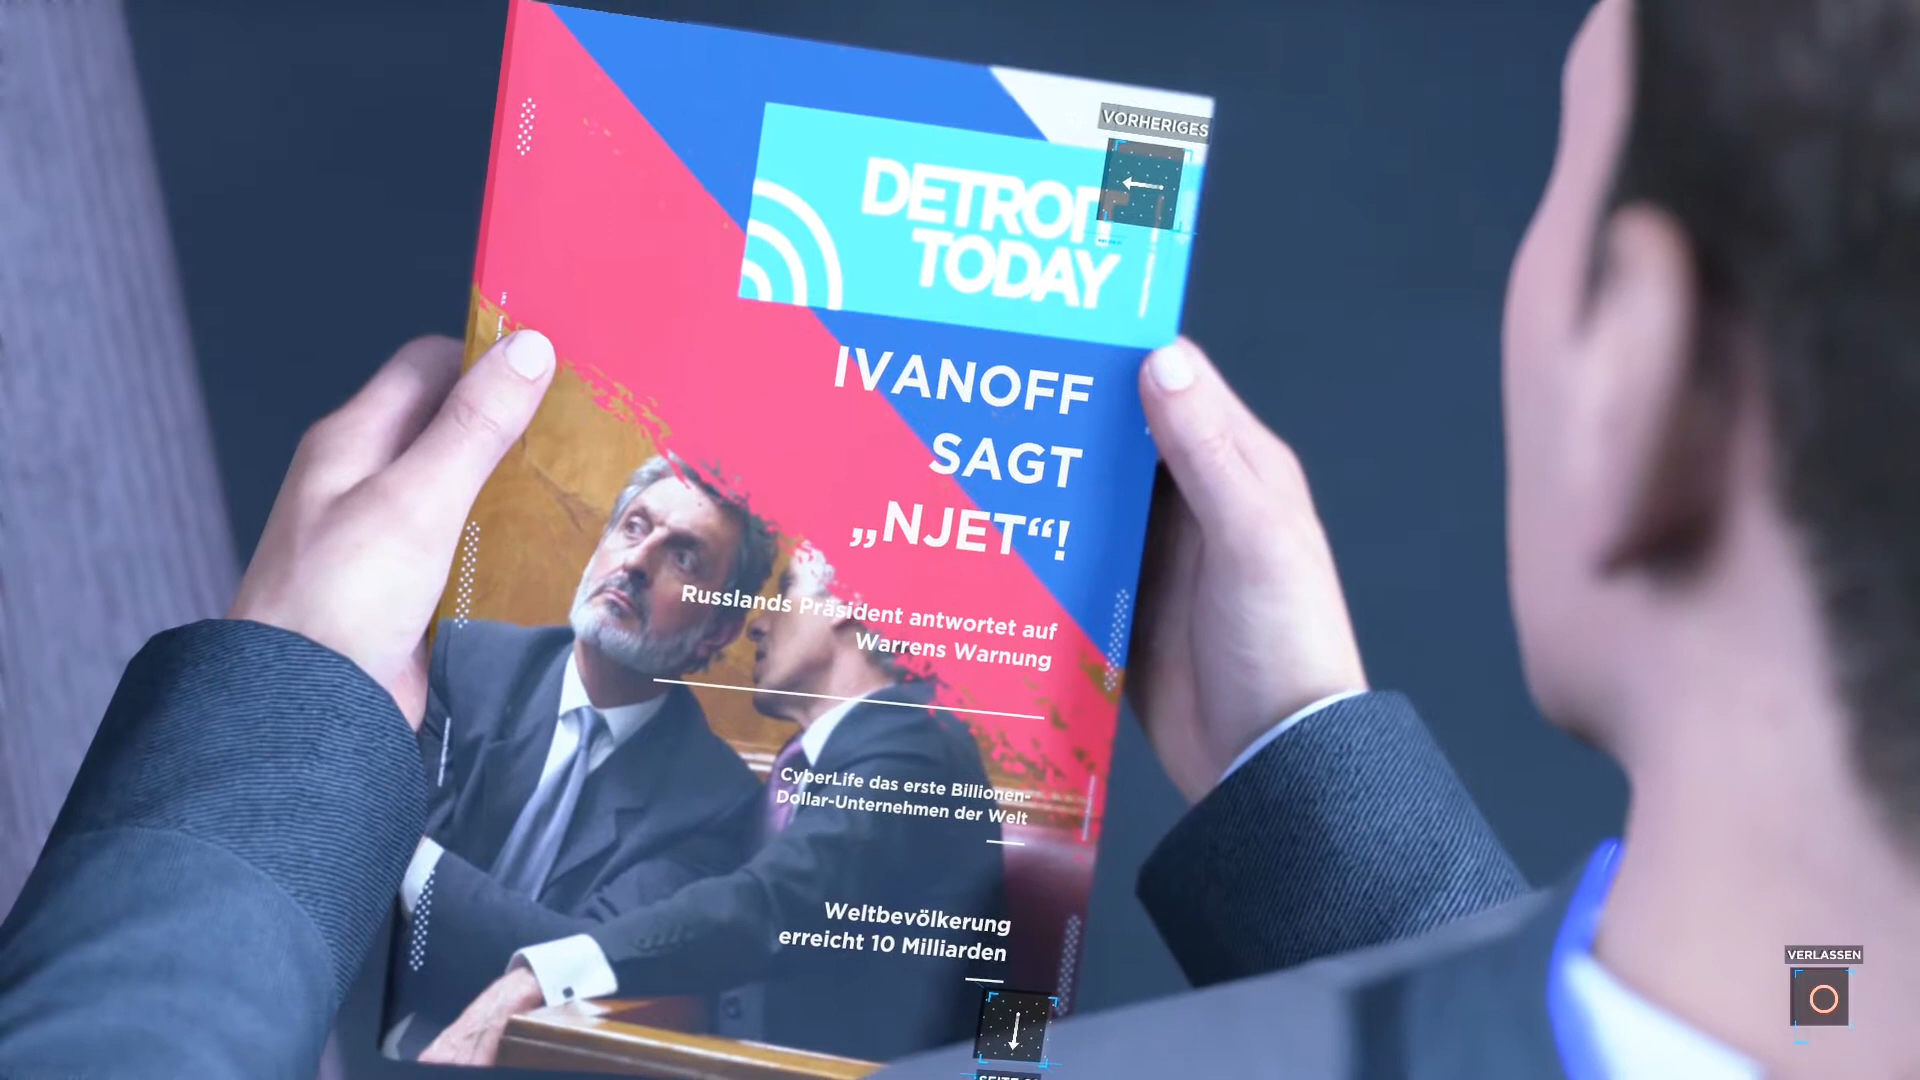 VORHERIGES
DETROIT
TODAY
IVANOFF
SAGT
„NJET“!
Russlands Präsident antwortet auf
Warrens Warnung
CyberLife das erste Billionen-
Dollar-Unternehmen der Welt
Weltbevölkerung
erreicht 10 Milliarden
VERLASSEN